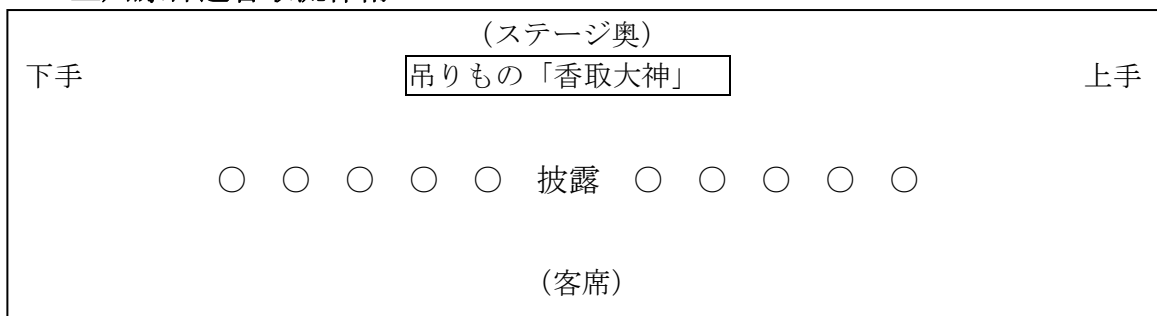 (ステージ奥)
下手 吊りもの「香取大神」 上手
○ ○ ○ ○ ○ 披露 ○ ○ ○ ○ ○
(客席)